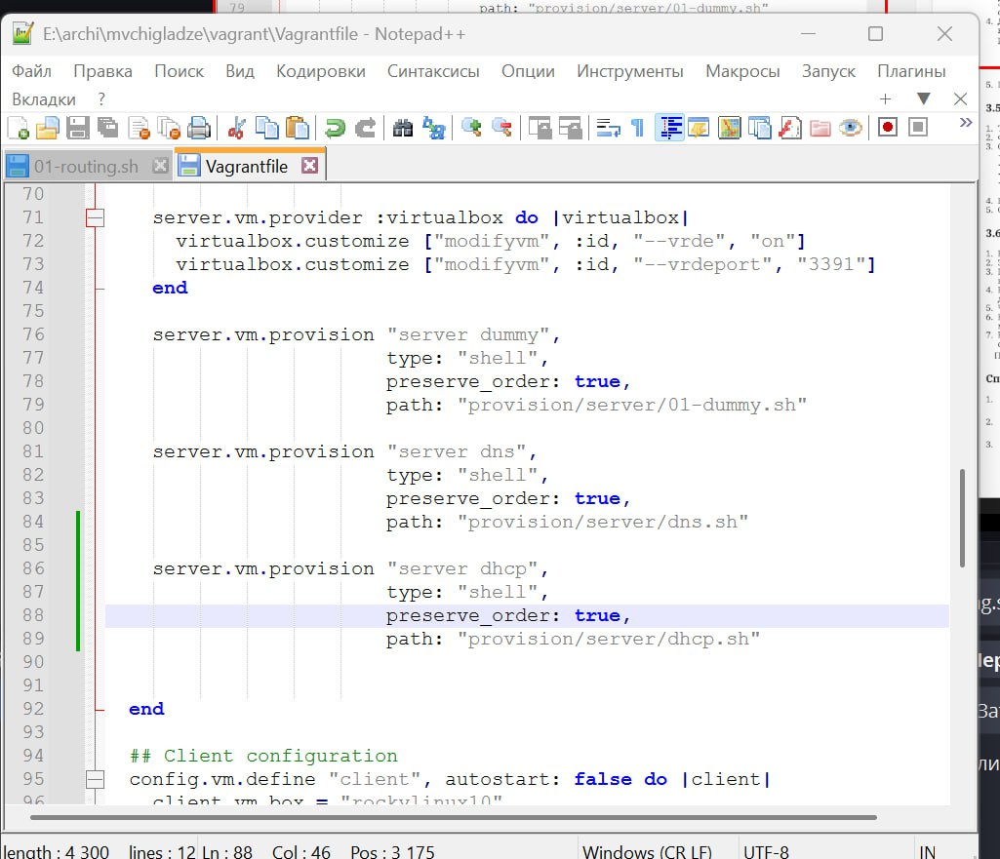 79
path: "provision/server/01-dummy.sh"
E:\archi\mvchigladze\vagrant\Vagrantfile - Notepad++
Файл Правка Поиск Вид Кодировки Синтаксисы Опции Инструменты Макросы Запуск Плагины
Вкладки ?
01-routing.sh Vagrantfile
70
71 server.vm.provider :virtualbox do |virtualbox|
72 virtualbox.customize ["modifyvm", :id, "--vrde", "on"]
73 virtualbox.customize ["modifyvm", :id, "--vrdeport", "3391"]
74 end
75
76 server.vm.provision "server dummy",
77 type: "shell",
78 preserve_order: true,
79 path: "provision/server/01-dummy.sh"
80
81 server.vm.provision "server dns",
82 type: "shell",
83 preserve_order: true,
84 path: "provision/server/dns.sh"
85
86 server.vm.provision "server dhcp",
87 type: "shell",
88 preserve_order: true,
89 path: "provision/server/dhcp.sh"
90
91
92 end
93
94 ## Client configuration
95 config.vm.define "client", autostart: false do |client|
96 client.vm.box = "rockylinux10"
length : 4 300 lines : 12 Ln : 88 Col : 46 Pos : 3 175 Windows (CR LF) UTF-8 IN